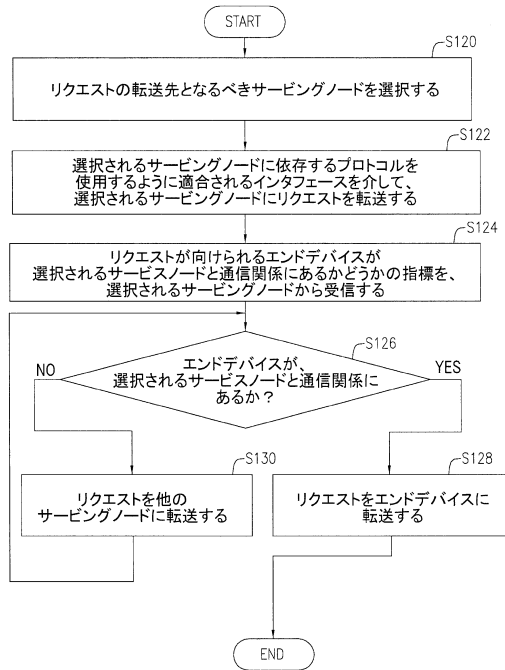 START
S120
リクエストの転送先となるべきサービングノードを選択する
S122
選択されるサービングノードに依存するプロトコルを
使用するように適合されるインタフェースを介して、
選択されるサービングノードにリクエストを転送する
S124
リクエストが向けられるエンドデバイスが
選択されるサービスノードと通信関係にあるかどうかの指標を、
選択されるサービングノードから受信する
S126
エンドデバイスが、
選択されるサービスノードと通信関係に
あるか？
NO
YES
S130
リクエストを他の
サービングノードに転送する
S128
リクエストをエンドデバイスに
転送する
END